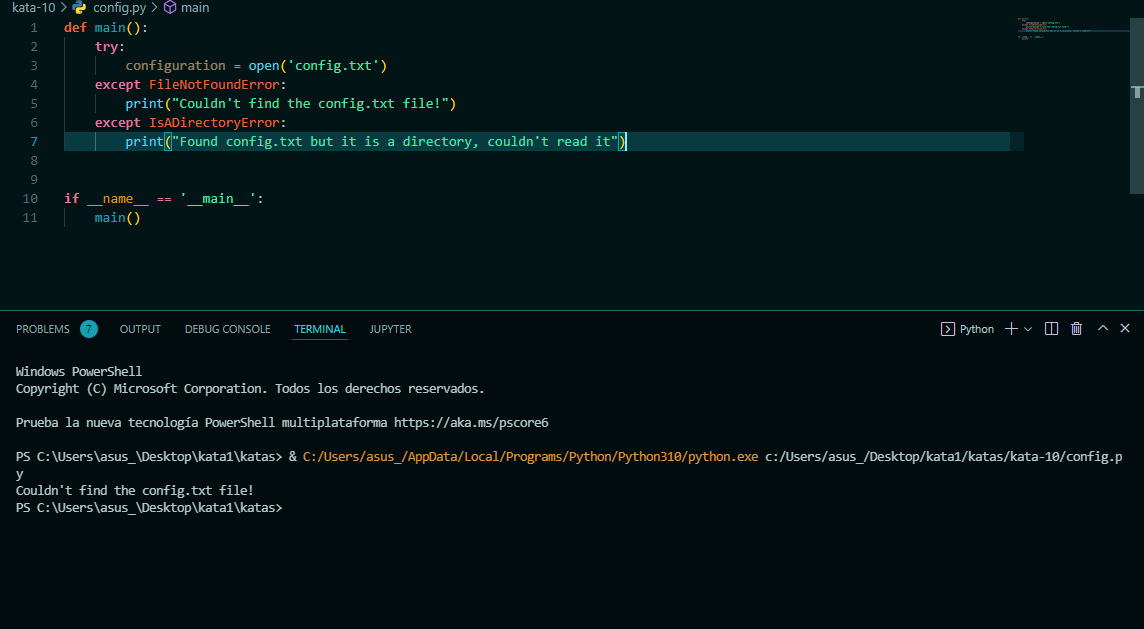 kata-10 > config.py > main
1 def main():
2     try:
3         configuration = open('config.txt')
4     except FileNotFoundError:
5         print("Couldn't find the config.txt file!")
6     except IsADirectoryError:
7         print("Found config.txt but it is a directory, couldn't read it")
8
9
10 if __name__ == '__main__':
11     main()
PROBLEMS 7 OUTPUT DEBUG CONSOLE TERMINAL JUPYTER Python
Windows PowerShell
Copyright (C) Microsoft Corporation. Todos los derechos reservados.
Prueba la nueva tecnología PowerShell multiplataforma https://aka.ms/pscore6
PS C:\Users\asus_\Desktop\kata1\katas> & C:/Users/asus_/AppData/Local/Programs/Python/Python310/python.exe c:/Users/asus_/Desktop/kata1/katas/kata-10/config.p
y
Couldn't find the config.txt file!
PS C:\Users\asus_\Desktop\kata1\katas>